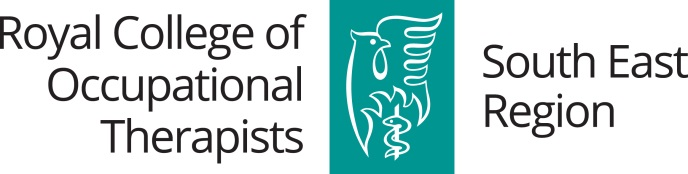 Royal College of
Occupational
Therapists
South East
Region